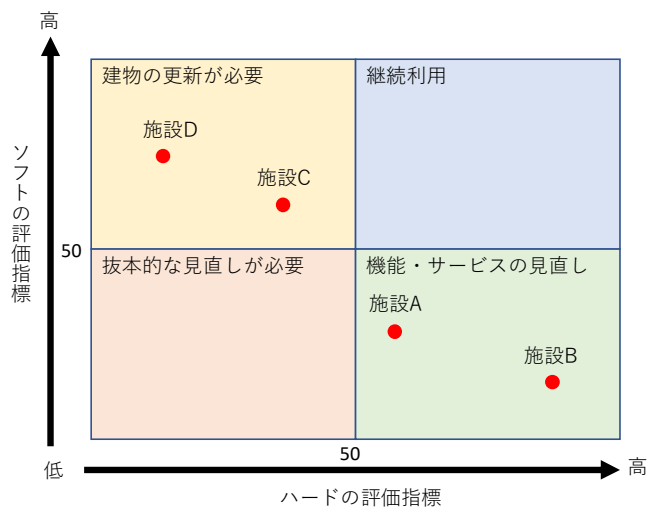 高
建物の更新が必要
継続利用
施設D
施設C
ソフトの評価指標
50
抜本的な見直しが必要
機能・サービスの見直し
施設A
施設B
50
低
高
ハードの評価指標